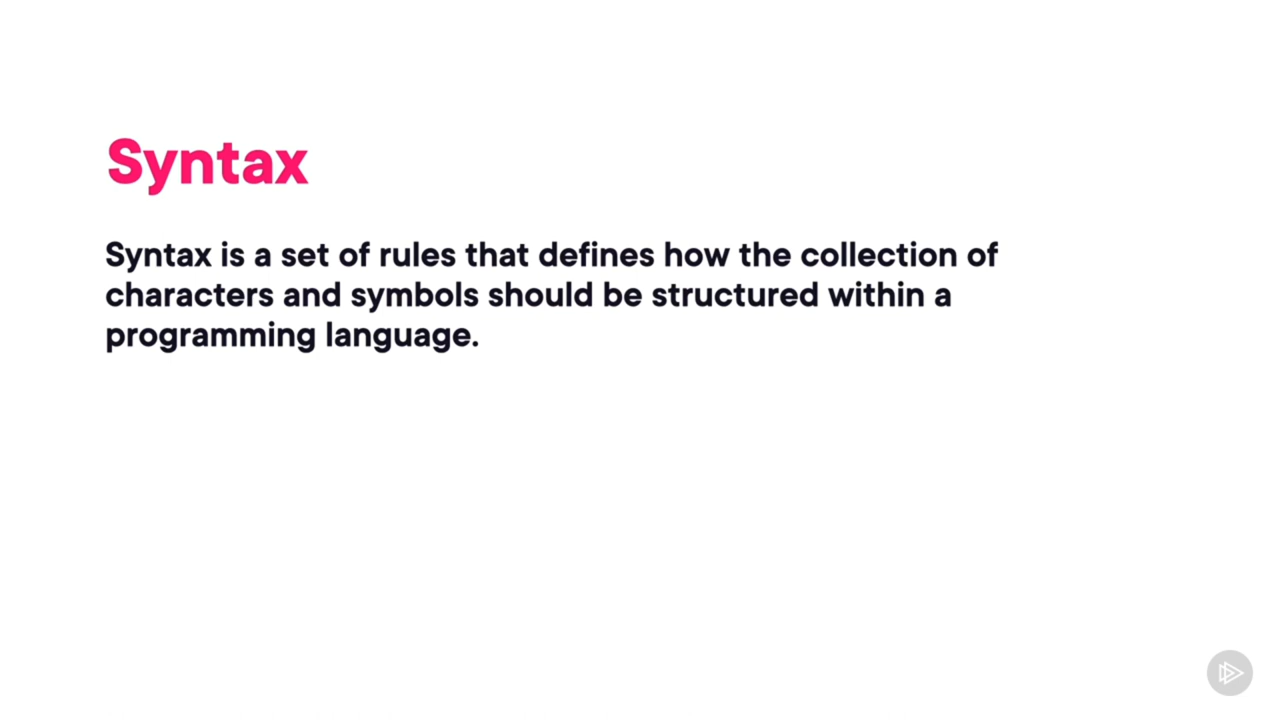 Syntax
Syntax is a set of rules that defines how the collection of
characters and symbols should be structured within a
programming language.